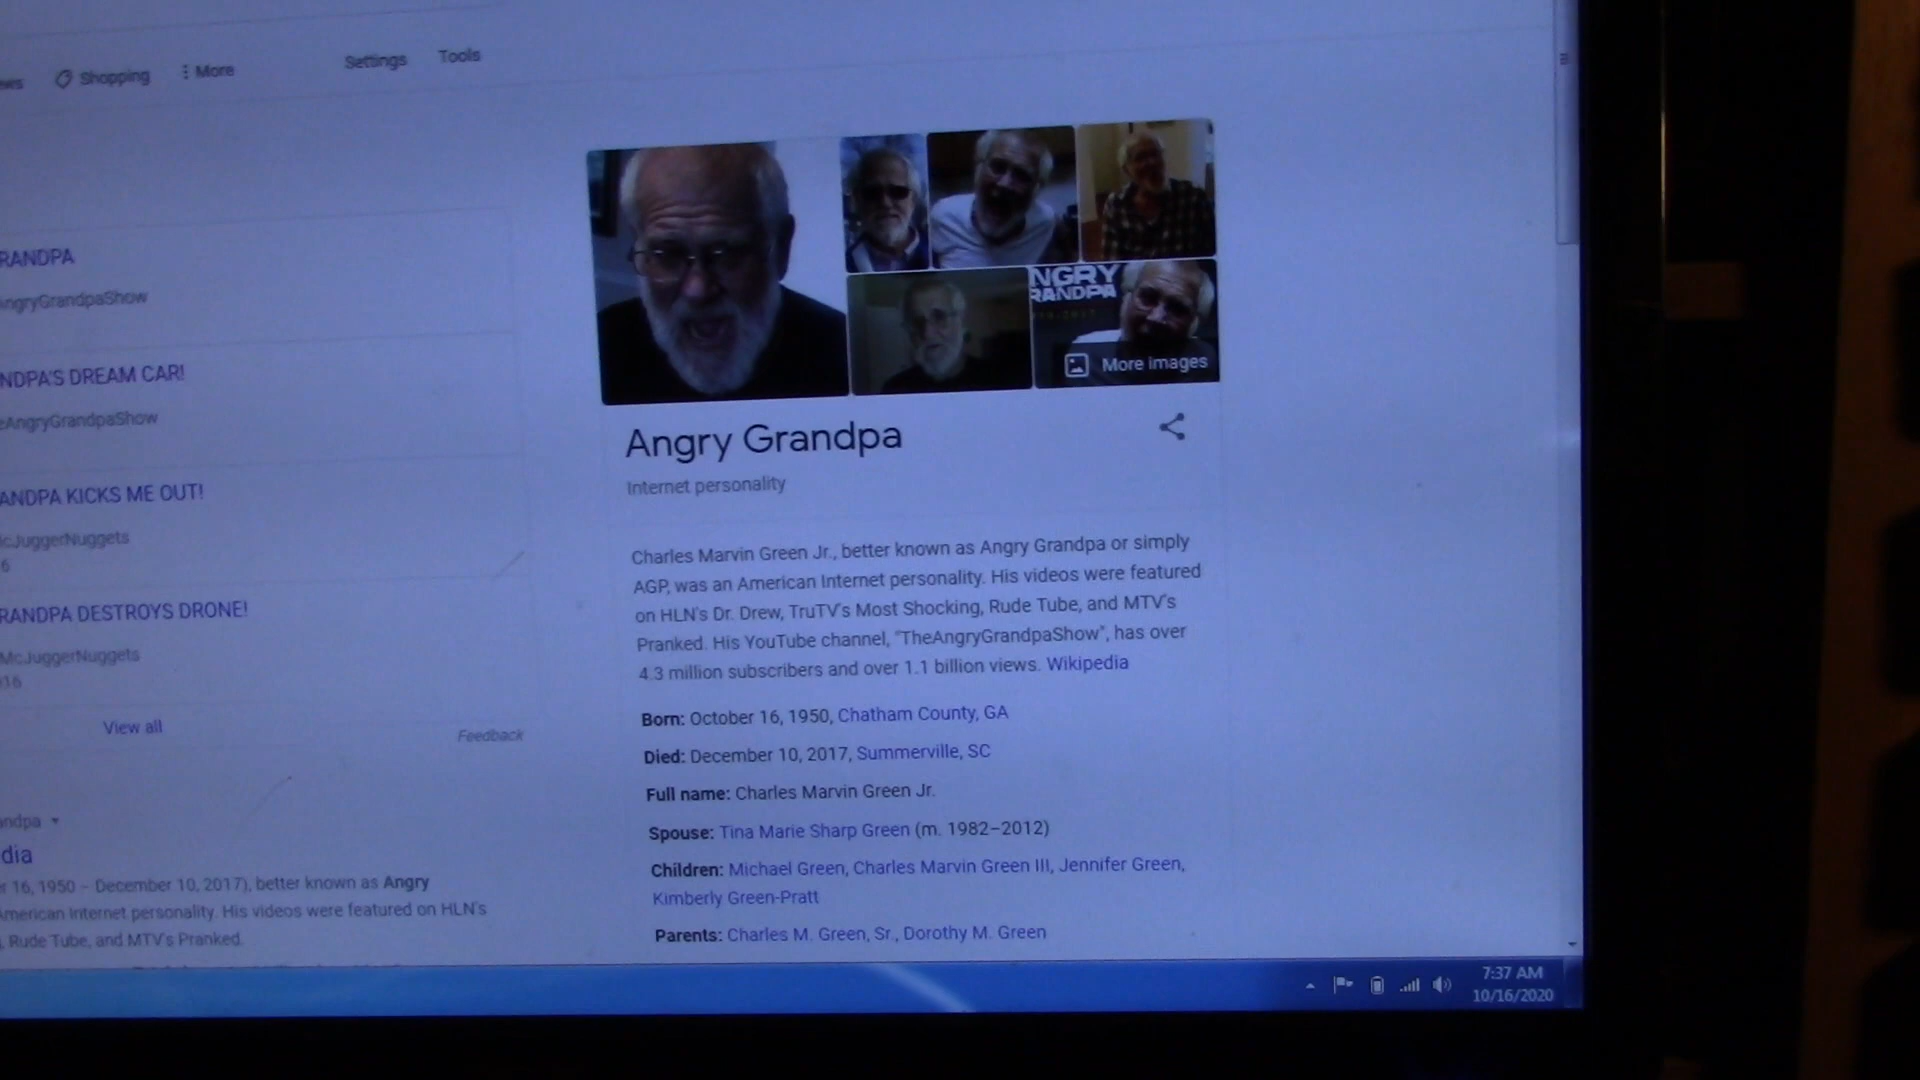 Shopping
More
Settings
Tools
RANDPA
ngryGrandpaShow
NDPA'S DREAM CAR!
eAngryGrandpaShow
ANDPA KICKS ME OUT!
cJuggerNuggets
6
RANDPA DESTROYS DRONE!
McJuggerNuggets
16
View all
Feedback
andpa
dia
r 16, 1950 – December 10, 2017), better known as Angry
American Internet personality. His videos were featured on HLN's
, Rude Tube, and MTV's Pranked.
NGRY
RANDPA
More images
Angry Grandpa
Internet personality
Charles Marvin Green Jr., better known as Angry Grandpa or simply
AGP, was an American Internet personality. His videos were featured
on HLN's Dr. Drew, TruTV's Most Shocking, Rude Tube, and MTV's
Pranked. His YouTube channel, "TheAngryGrandpaShow", has over
4.3 million subscribers and over 1.1 billion views. Wikipedia
Born: October 16, 1950, Chatham County, GA
Died: December 10, 2017, Summerville, SC
Full name: Charles Marvin Green Jr.
Spouse: Tina Marie Sharp Green (m. 1982–2012)
Children: Michael Green, Charles Marvin Green III, Jennifer Green,
Kimberly Green-Pratt
Parents: Charles M. Green, Sr., Dorothy M. Green
7:37 AM
10/16/2020